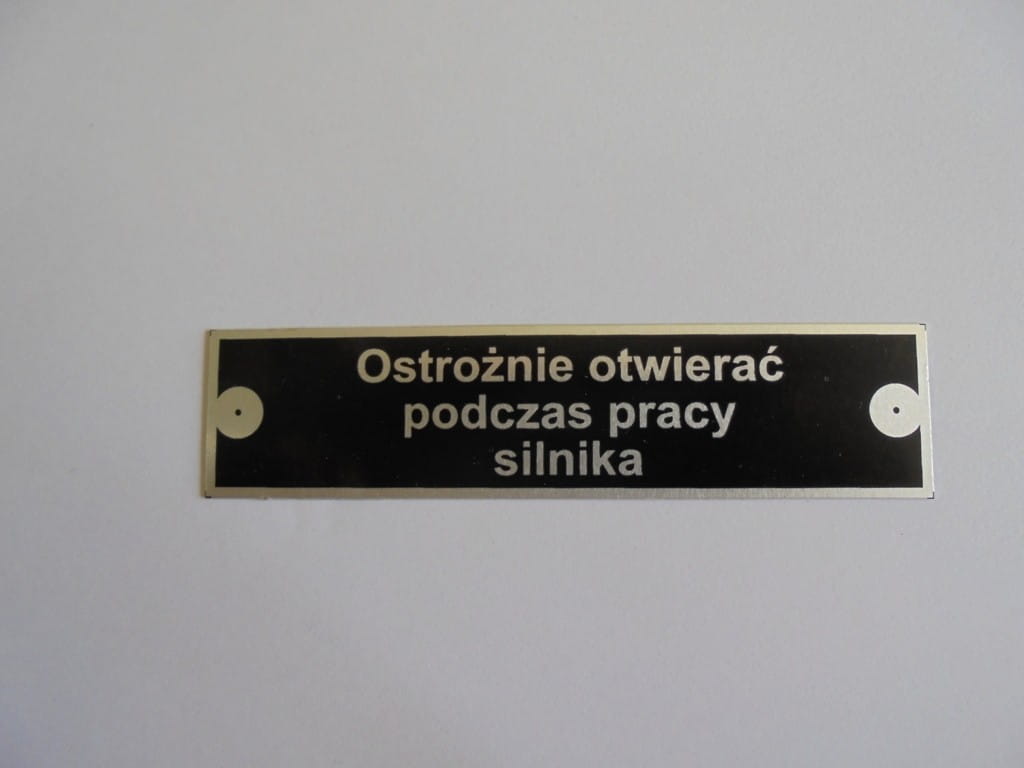 Ostrożnie otwierać
podczas pracy
silnika